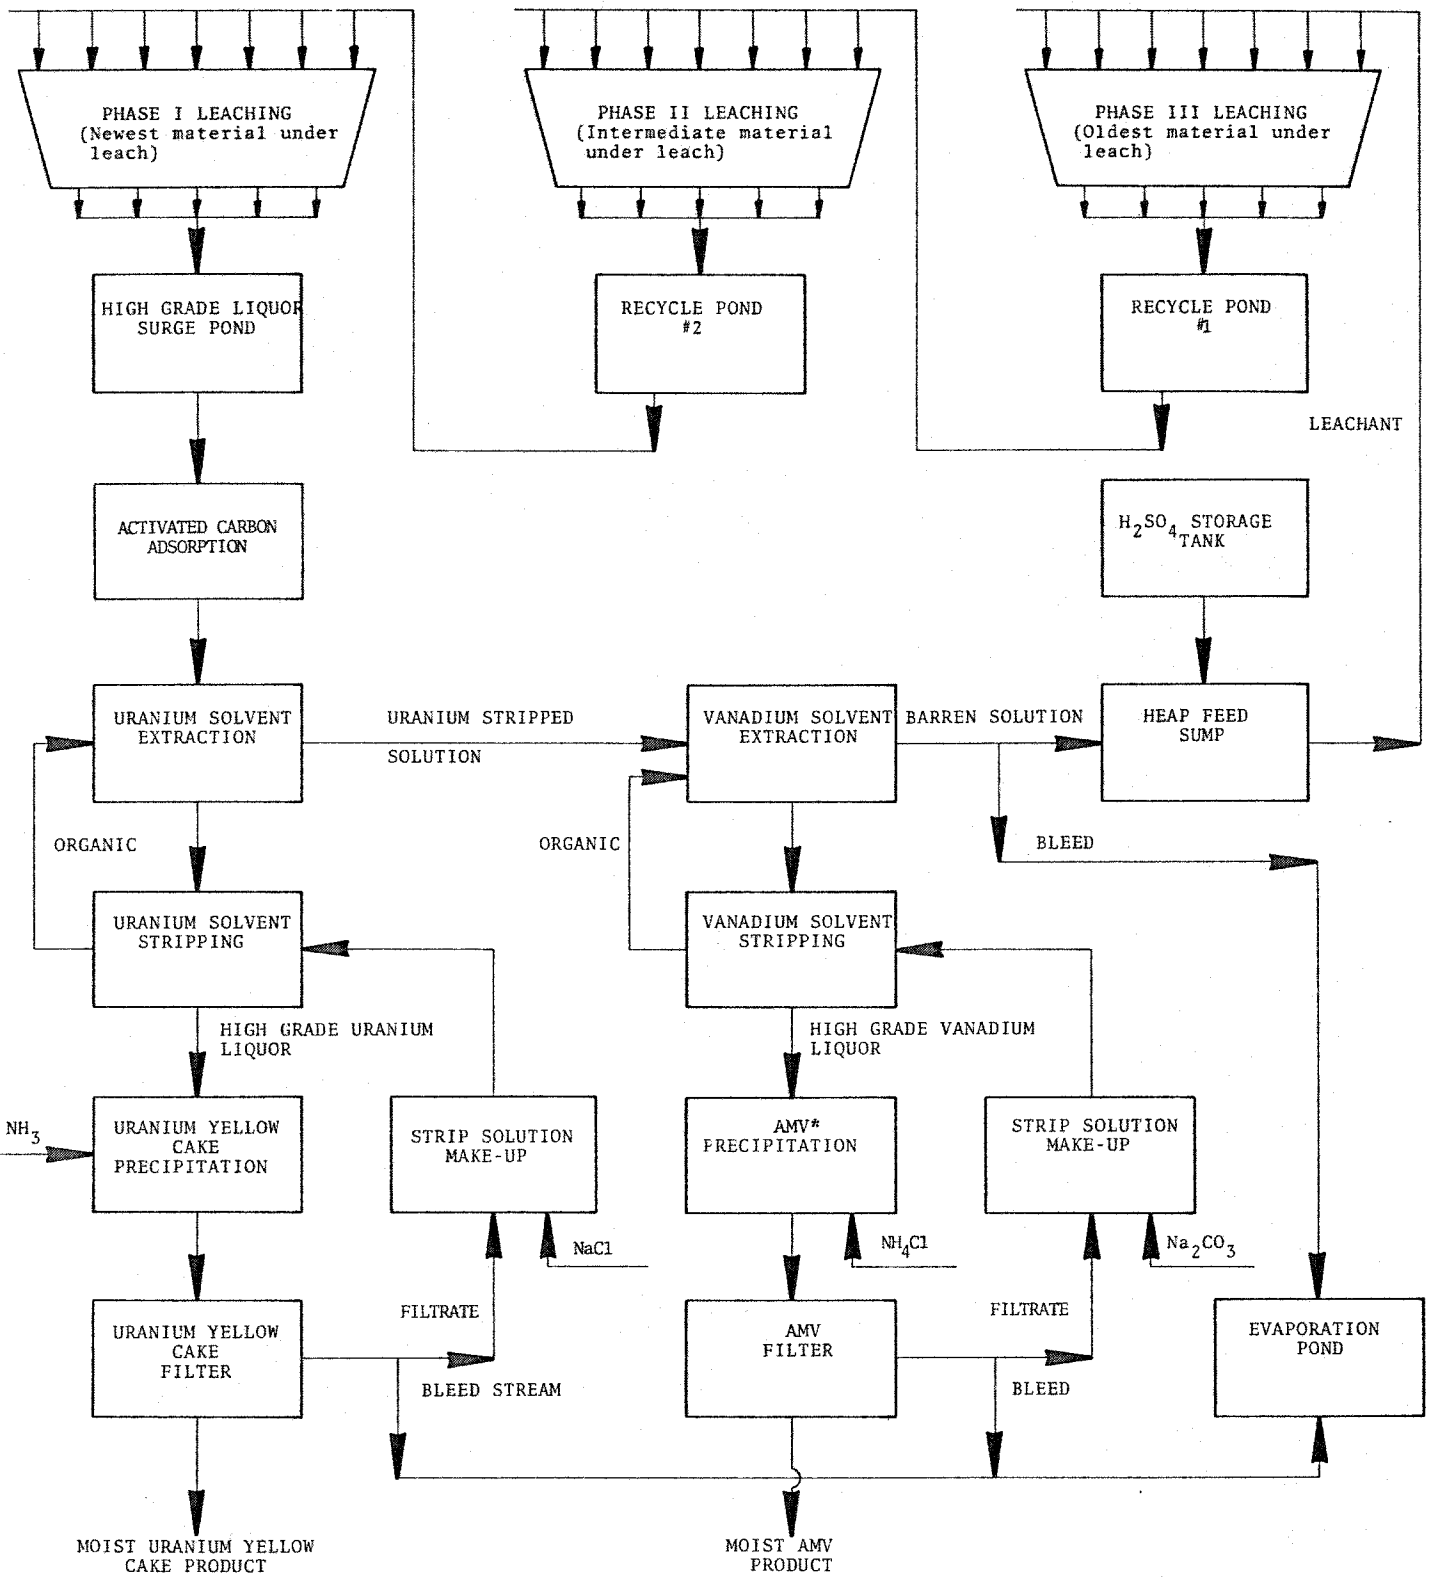 PHASE I LEACHING
(Newest material under
leach)
PHASE II LEACHING
(Intermediate material
under leach)
PHASE III LEACHING
(Oldest material under
leach)
HIGH GRADE LIQUOR
SURGE POND
RECYCLE POND
#2
RECYCLE POND
#1
LEACHANT
ACTIVATED CARBON
ADSORPTION
H2SO4 STORAGE
TANK
URANIUM SOLVENT
EXTRACTION
URANIUM STRIPPED
SOLUTION
VANADIUM SOLVENT
EXTRACTION
BARREN SOLUTION
HEAP FEED
SUMP
ORGANIC
ORGANIC
BLEED
URANIUM SOLVENT
STRIPPING
VANADIUM SOLVENT
STRIPPING
HIGH GRADE URANIUM
LIQUOR
HIGH GRADE VANADIUM
LIQUOR
NH3
URANIUM YELLOW
CAKE
PRECIPITATION
STRIP SOLUTION
MAKE-UP
AMV*
PRECIPITATION
STRIP SOLUTION
MAKE-UP
NaCl
NH4Cl
Na2CO3
FILTRATE
FILTRATE
URANIUM YELLOW
CAKE
FILTER
AMV
FILTER
EVAPORATION
POND
BLEED STREAM
BLEED
MOIST URANIUM YELLOW
CAKE PRODUCT
MOIST AMV
PRODUCT